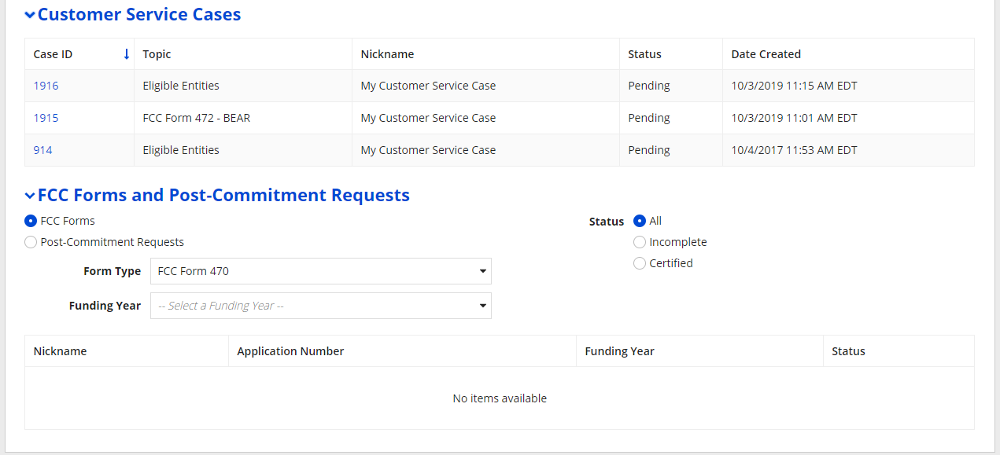 Customer Service Cases
Case ID Topic Nickname Status Date Created
1916 Eligible Entities My Customer Service Case Pending 10/3/2019 11:15 AM EDT
1915 FCC Form 472 - BEAR My Customer Service Case Pending 10/3/2019 11:01 AM EDT
914 Eligible Entities My Customer Service Case Pending 10/4/2017 11:53 AM EDT
FCC Forms and Post-Commitment Requests
FCC Forms Status All
Post-Commitment Requests Incomplete
Certified
Form Type FCC Form 470
Funding Year -- Select a Funding Year --
Nickname Application Number Funding Year Status
No items available